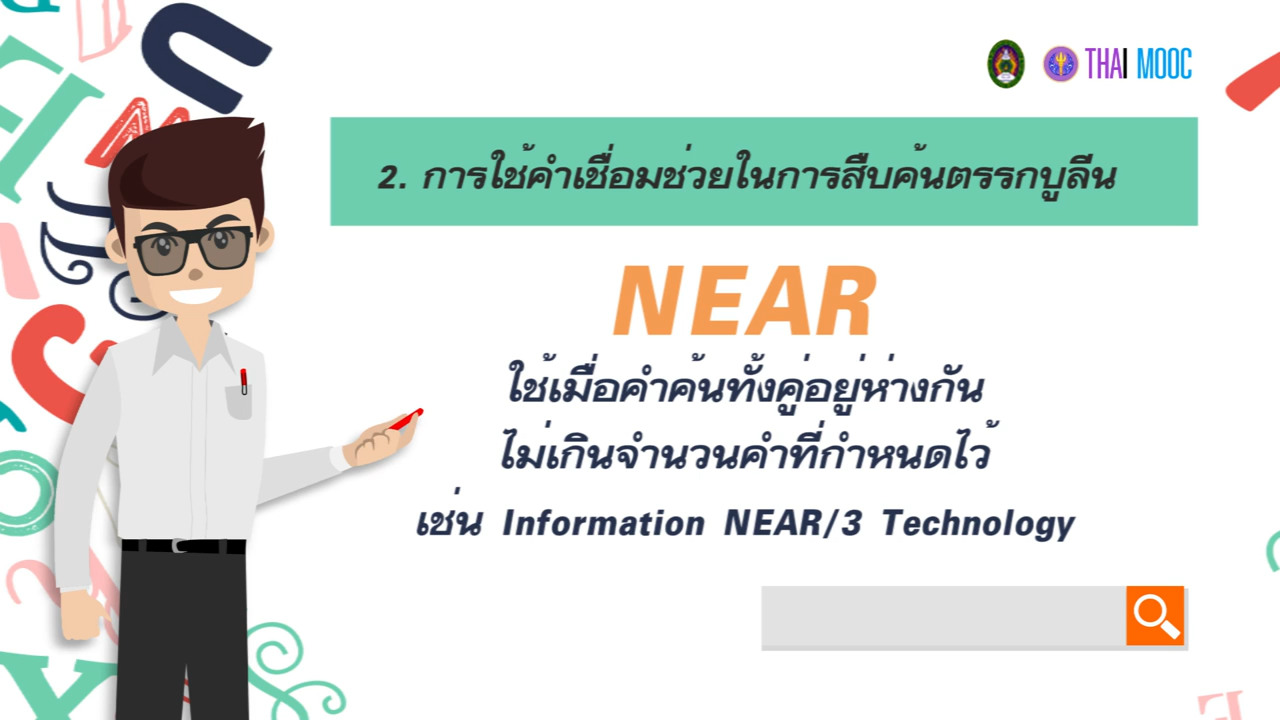 THAI MOOC
2. การใช้คำเชื่อมช่วยในการสืบค้นตรรกบูลีน
NEAR
ใช้เมื่อคำค้นทั้งคู่อยู่ห่างกัน
ไม่เกินจำนวนคำที่กำหนดไว้
เช่น Information NEAR/3 Technology